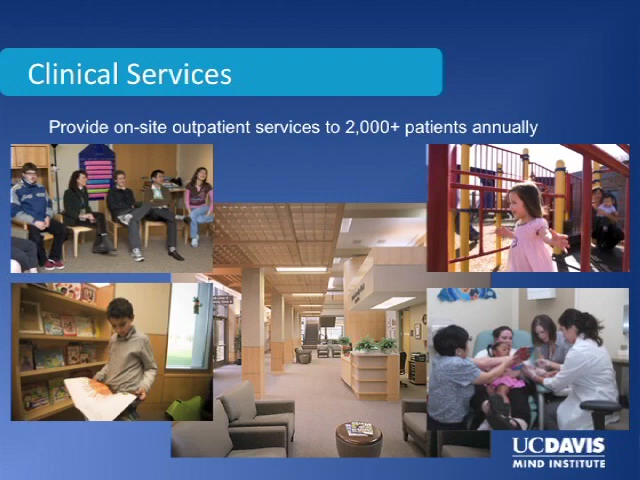 Clinical Services
Provide on-site outpatient services to 2,000+ patients annually
UCDAVIS
MIND INSTITUTE